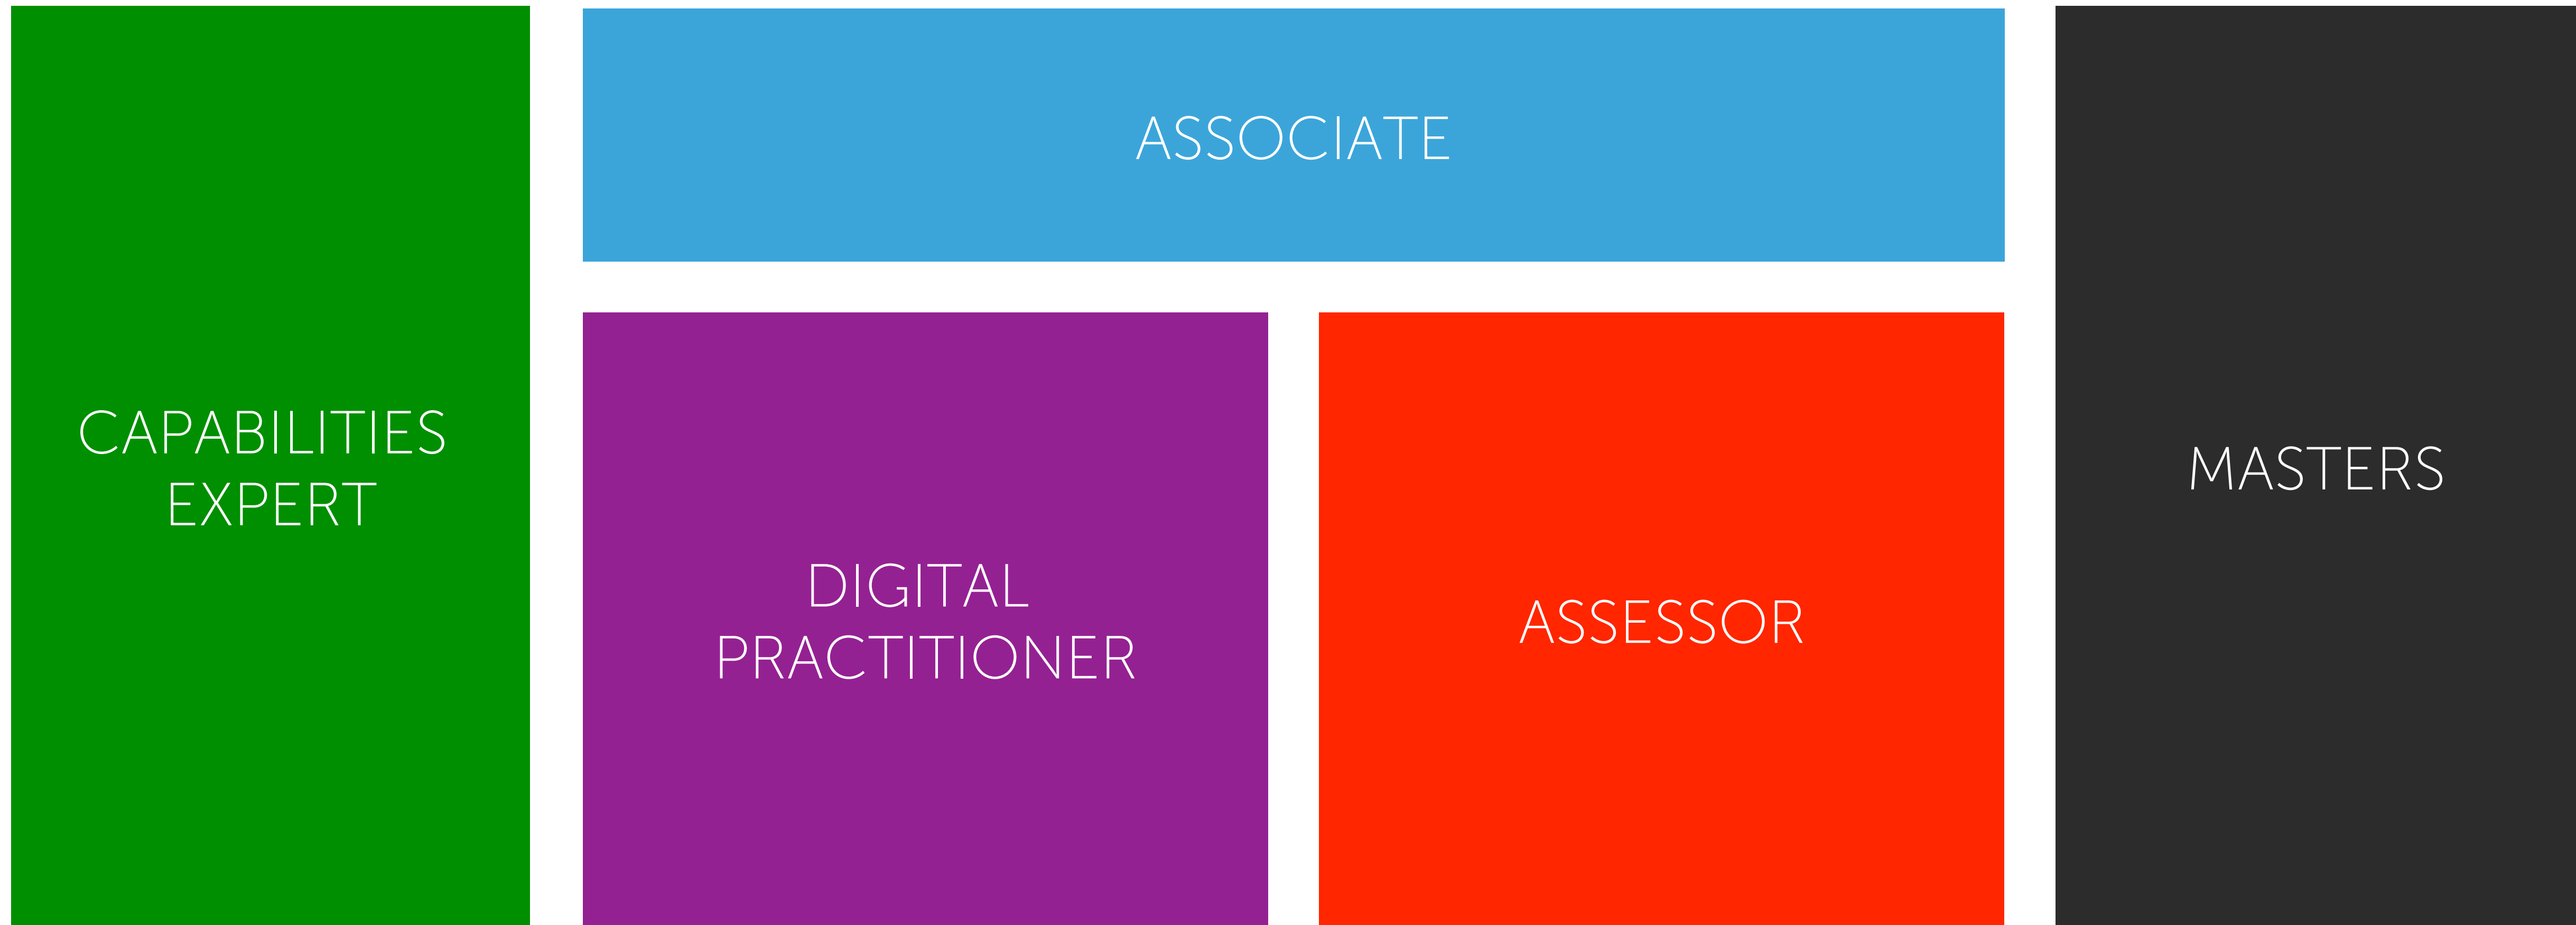 CAPABILITIES
EXPERT
ASSOCIATE
DIGITAL
PRACTITIONER
ASSESSOR
MASTERS